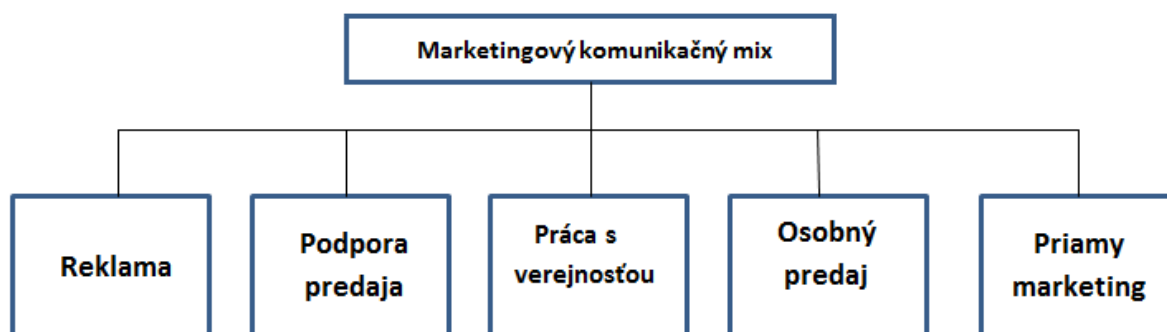 Marketingový komunikačný mix
Reklama
Podpora
predaja
Práca s
verejnosťou
Osobný
predaj
Priamy
marketing